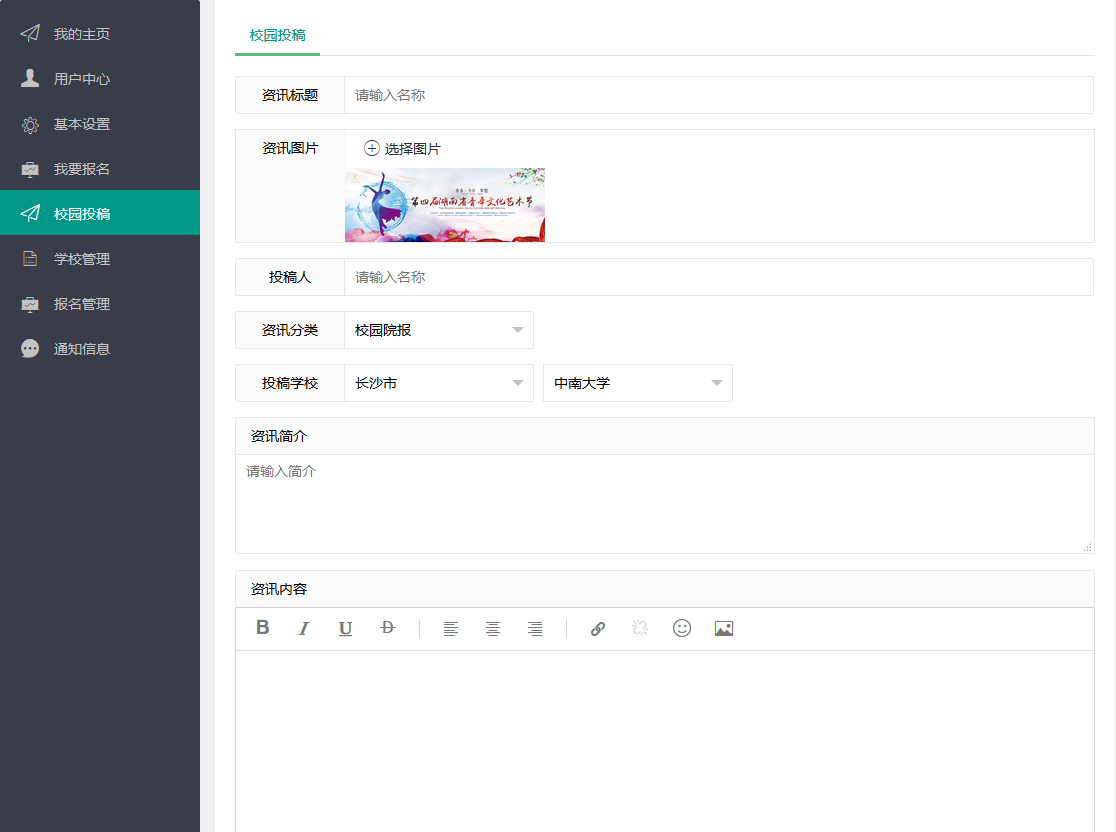 我的主页
用户中心
基本设置
我要报名
校园投稿
学校管理
报名管理
通知信息
校园投稿
资讯标题
请输入名称
资讯图片
选择图片
第四届湖南省青年文化艺术节
投稿人
请输入名称
资讯分类
校园院报
投稿学校
长沙市
中南大学
资讯简介
请输入简介
资讯内容
B I U D